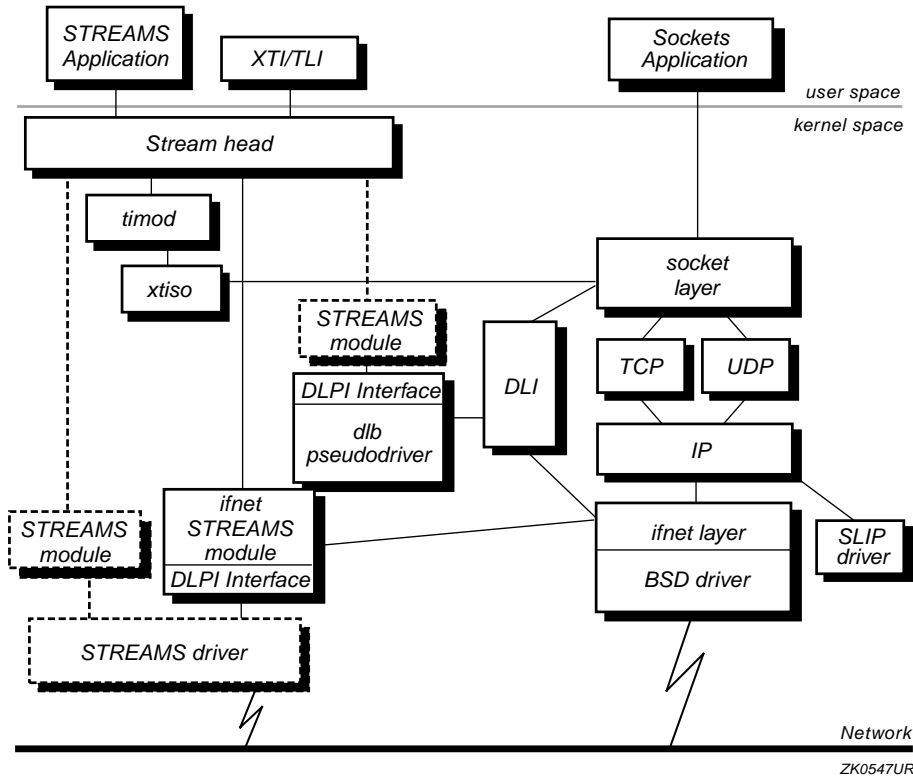 STREAMS
Application
XTI/TLI
Sockets
Application
user space
kernel space
Stream head
timod
xtiso
socket
layer
STREAMS
module
DLI
TCP
UDP
DLPI Interface
dlb
pseudodriver
IP
ifnet
STREAMS
module
DLPI Interface
STREAMS
module
ifnet layer
BSD driver
SLIP
driver
STREAMS driver
Network
ZK0547UR